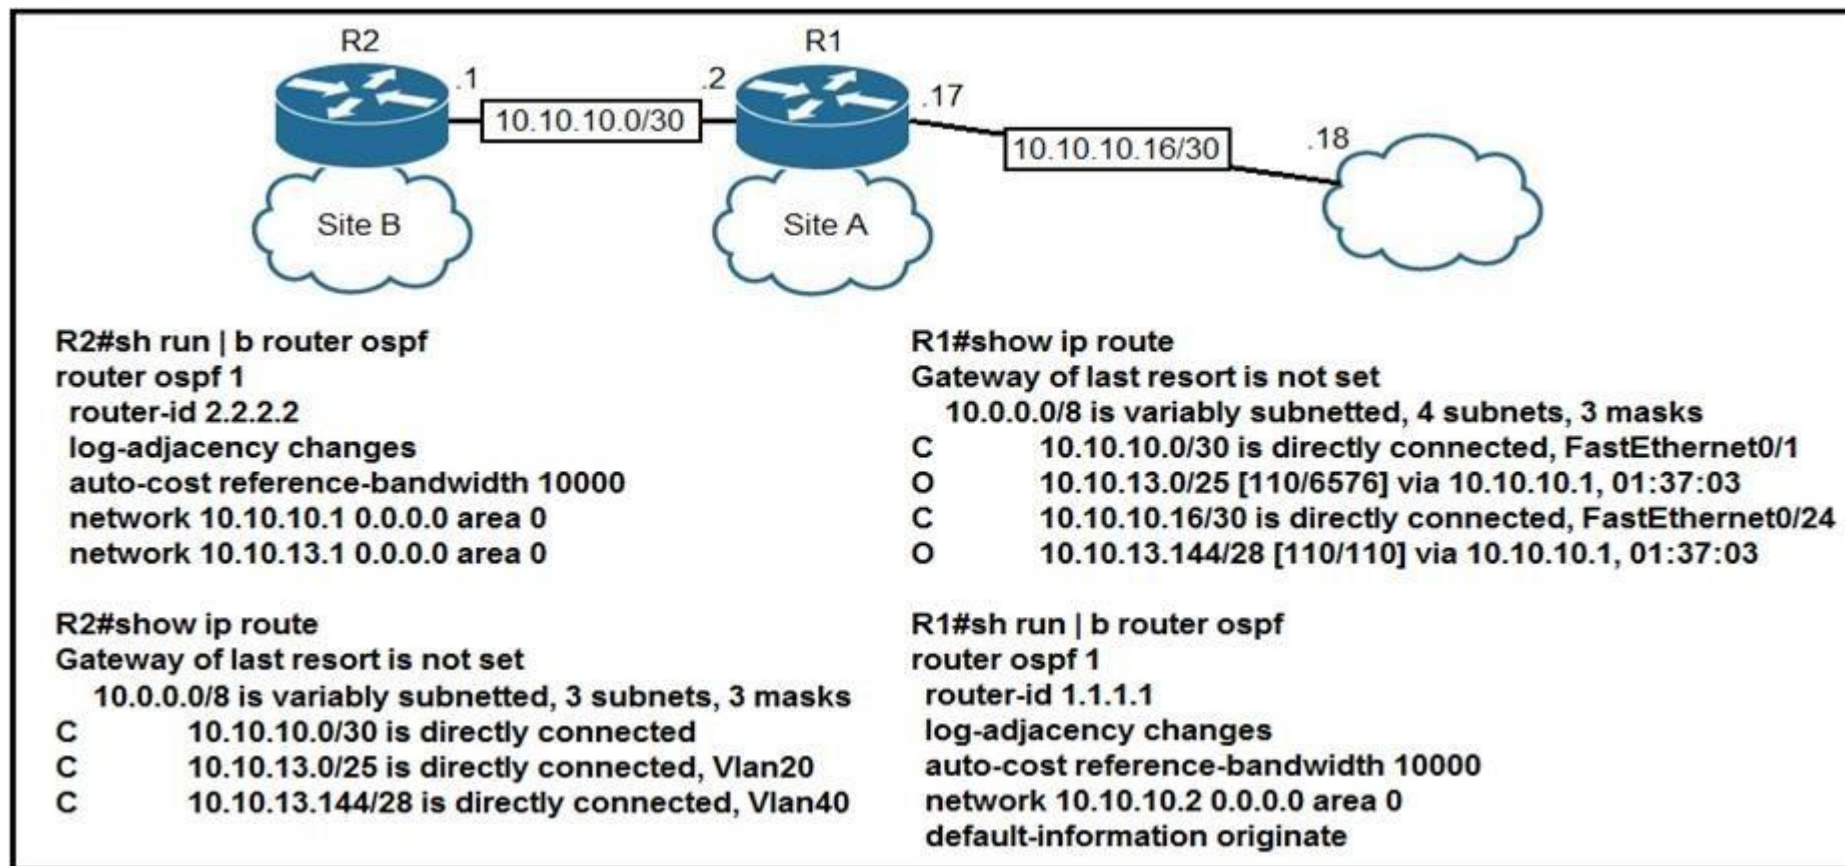 R2
R1
.1
.2
.17
10.10.10.0/30
10.10.10.16/30
.18
Site B
Site A
R2#sh run | b router ospf
router ospf 1
router-id 2.2.2.2
log-adjacency changes
auto-cost reference-bandwidth 10000
network 10.10.10.1 0.0.0.0 area 0
network 10.10.13.1 0.0.0.0 area 0
R2#show ip route
Gateway of last resort is not set
10.0.0.0/8 is variably subnetted, 3 subnets, 3 masks
C 10.10.10.0/30 is directly connected
C 10.10.13.0/25 is directly connected, Vlan20
C 10.10.13.144/28 is directly connected, Vlan40
R1#show ip route
Gateway of last resort is not set
10.0.0.0/8 is variably subnetted, 4 subnets, 3 masks
C 10.10.10.0/30 is directly connected, FastEthernet0/1
O 10.10.13.0/25 [110/6576] via 10.10.10.1, 01:37:03
C 10.10.10.16/30 is directly connected, FastEthernet0/24
O 10.10.13.144/28 [110/110] via 10.10.10.1, 01:37:03
R1#sh run | b router ospf
router ospf 1
router-id 1.1.1.1
log-adjacency changes
auto-cost reference-bandwidth 10000
network 10.10.10.2 0.0.0.0 area 0
default-information originate